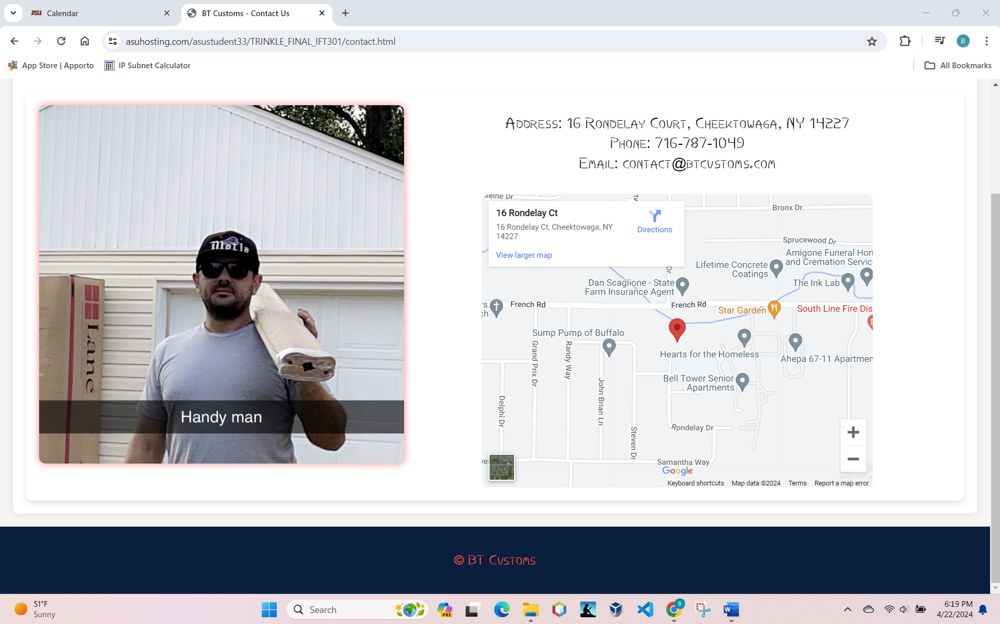 ASU Calendar
BT Customs - Contact Us
asuhosting.com/asustudent33/TRINKLE_FINAL_IFT301/contact.html
B
App Store | Apporto
IP Subnet Calculator
All Bookmarks
Mafia
Lane
Handy man
Address: 16 Rondelay Court, Cheektowaga, NY 14227
Phone: 716-787-1049
Email: contact@btcustoms.com
Seine Dr
16 Rondelay Ct
16 Rondelay Ct, Cheektowaga, NY
14227
Directions
View larger map
Bronx Dr
Sprucewood Dr
Amigone Funeral Hom
and Cremation Servic
Lifetime Concrete
Coatings
Dr
The Ink Lab
Dan Scaglione - State
Farm Insurance Agent
rs
ch
French Rd
French Rd
Star Garden
South Line Fire Dis
Sump Pump of Buffalo
Hearts for the Homeless
Ahepa 67-11 Apartmen
Grand Prix Dr
Randy Way
Bell Tower Senior
Apartments
John Brian Ln
Delphi Dr
Steven Dr
Rondelay Dr
Samantha Way
Google
Keyboard shortcuts
Map data ©2024
Terms
Report a map error
© BT Customs
51°F
Sunny
Search
PRE
B
W
6:19 PM
4/22/2024